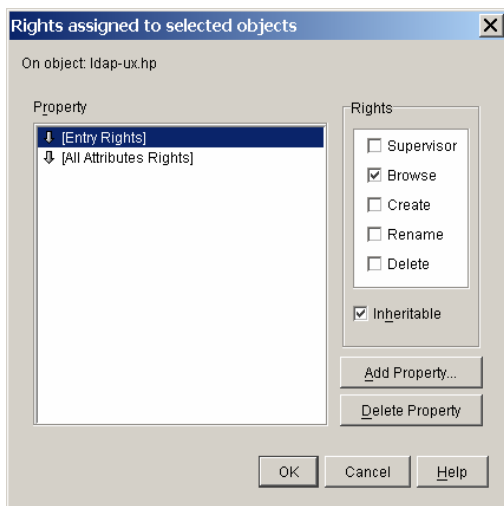 Rights assigned to selected objects
On object: ldap-ux.hp
Property
[Entry Rights]
[All Attributes Rights]
Rights
Supervisor
Browse
Create
Rename
Delete
Inheritable
Add Property...
Delete Property
OK
Cancel
Help